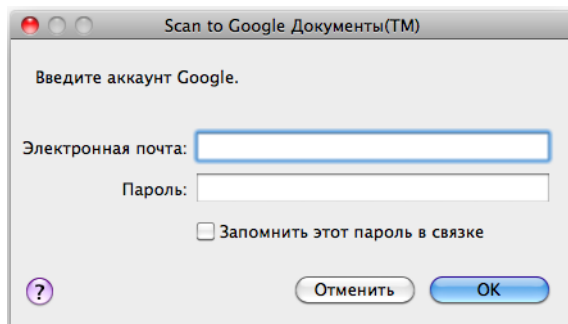 Scan to Google Документы(TM)
Введите аккаунт Google.
Электронная почта:
Пароль:
Запомнить этот пароль в связке
?
Отменить
OK